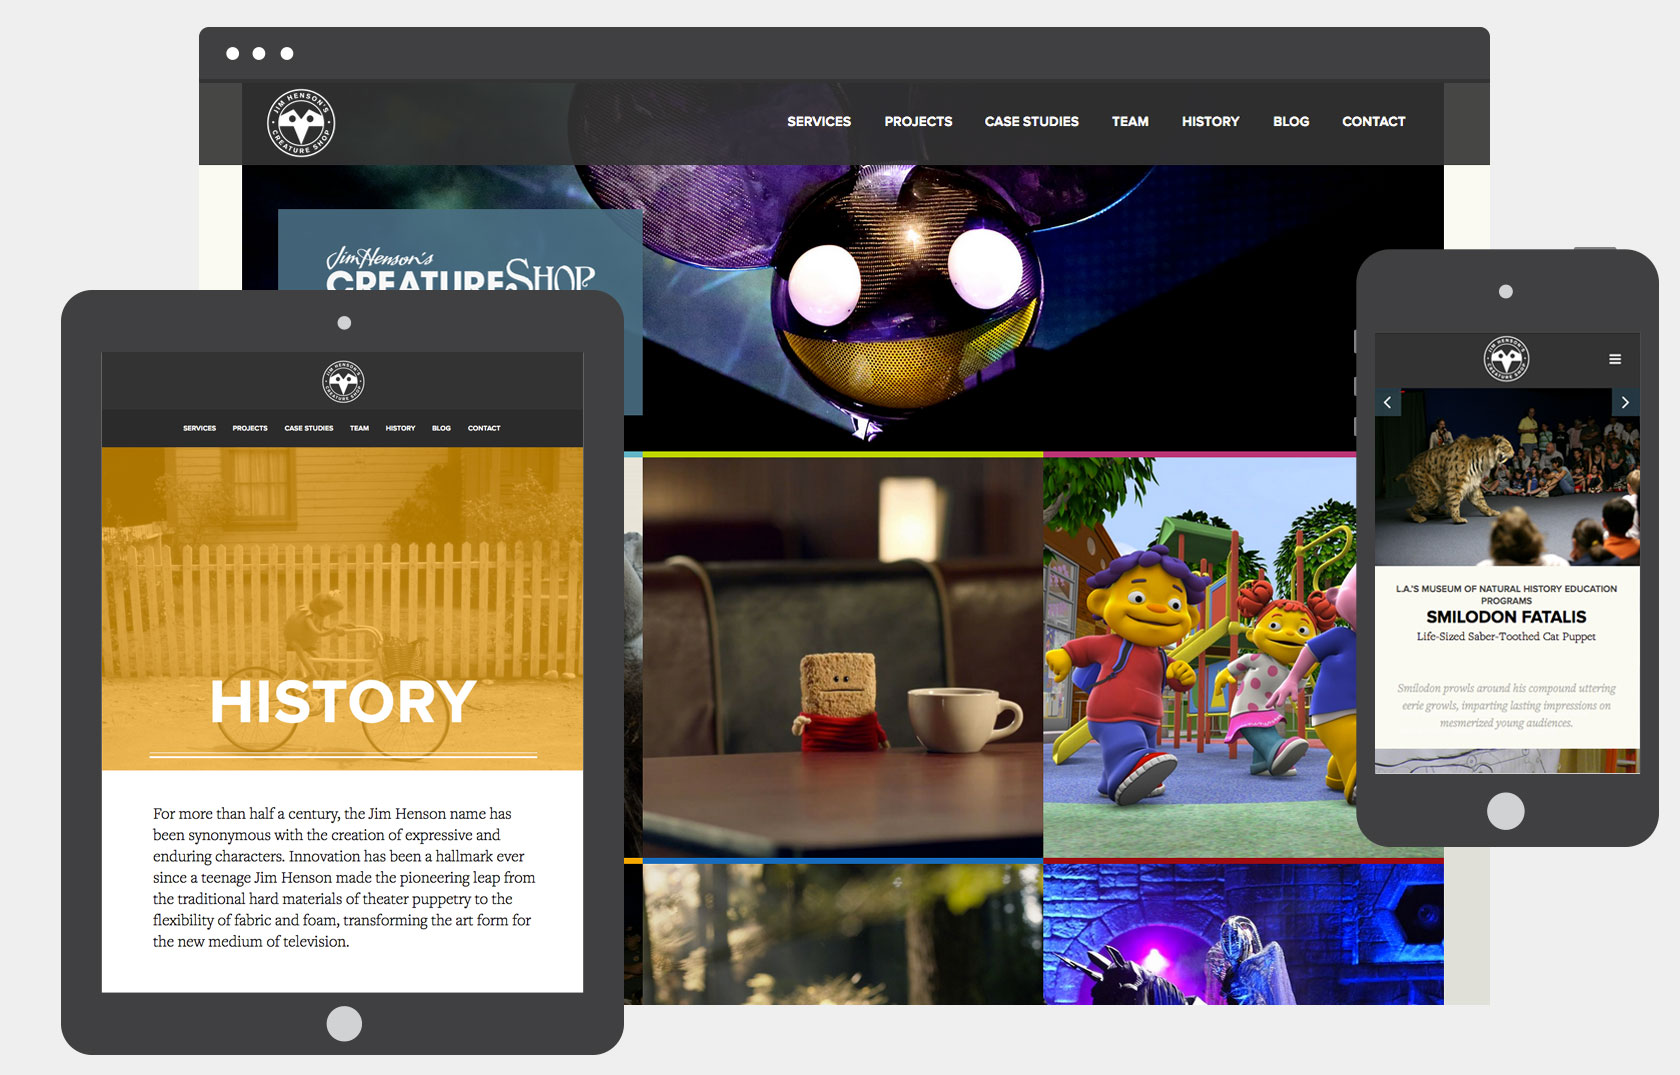 JIM HENSON'S
CREATURE SHOP
SERVICES PROJECTS CASE STUDIES TEAM HISTORY BLOG CONTACT
Jim Henson's
CREATURE SHOP
JIM HENSON'S
CREATURE SHOP
SERVICES PROJECTS CASE STUDIES TEAM HISTORY BLOG CONTACT
HISTORY
For more than half a century, the Jim Henson name has
been synonymous with the creation of expressive and
enduring characters. Innovation has been a hallmark ever
since a teenage Jim Henson made the pioneering leap from
the traditional hard materials of theater puppetry to the
flexibility of fabric and foam, transforming the art form for
the new medium of television.
JIM HENSON'S
CREATURE SHOP
L.A.'S MUSEUM OF NATURAL HISTORY EDUCATION
PROGRAMS
SMILODON FATALIS
Life-Sized Saber-Toothed Cat Puppet
Smilodon prowls around his compound uttering
eerie growls, imparting lasting impressions on
mesmerized young audiences.